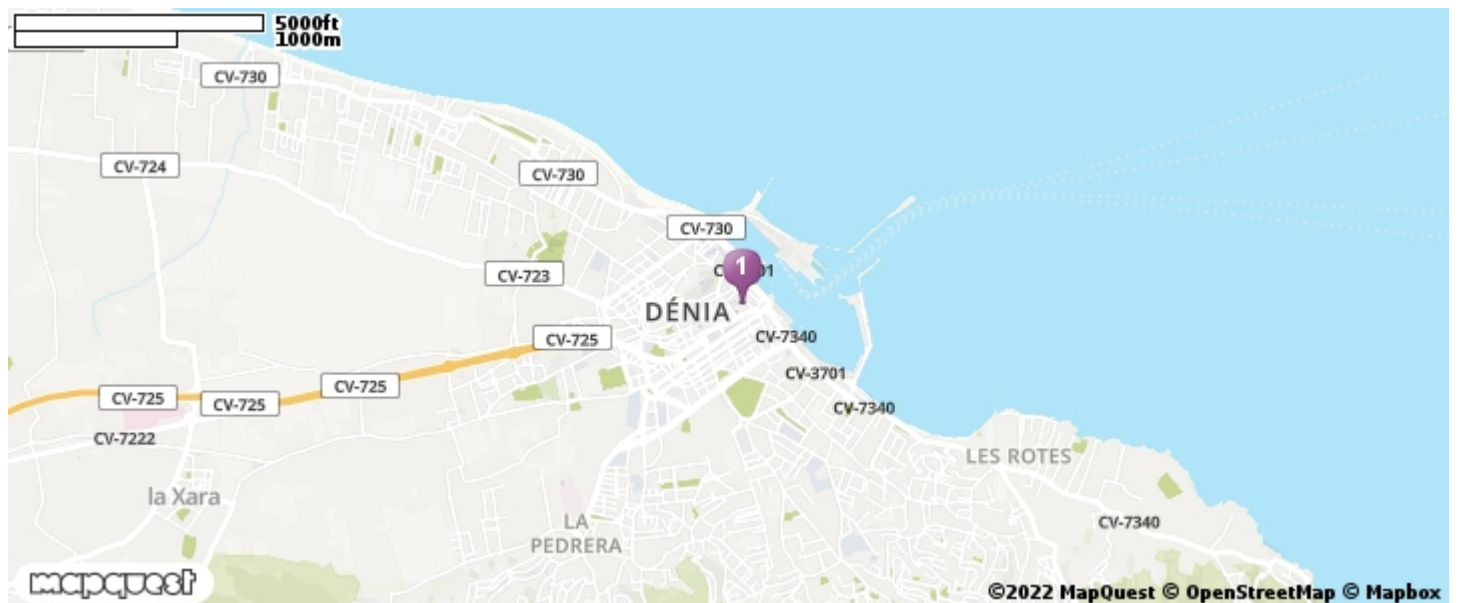 5000ft
1000m
CV-730
CV-724
CV-730
CV-730
1
CV-723
DÉNIA
CV-725
CV-7340
CV-3701
CV-725
CV-725
CV-725
CV-7340
CV-7222
LES ROTES
la Xara
LA
PEDRERA
CV-7340
mapquest
©2022 MapQuest © OpenStreetMap © Mapbox